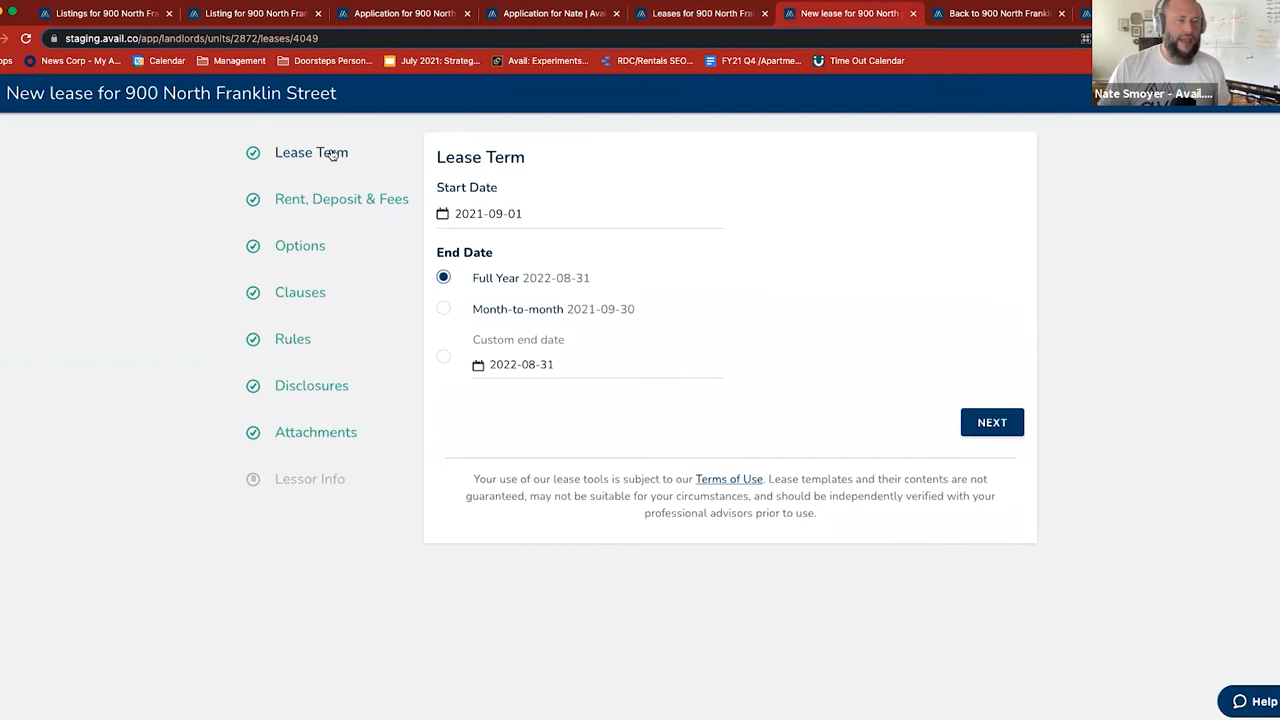 Listings for 900 North Fra
Listing for 900 North Fran
Application for 900 North
Application for Nate | Avai
Leases for 900 North Fran
New lease for 900 North
Back to 900 North Frankli
staging.avail.co/app/landlords/units/2872/leases/4049
ops
News Corp - My A...
Calendar
Management
Doorsteps Person...
July 2021: Strateg...
Avail: Experiments...
RDC/Rentals SEO...
FY21 Q4 /Apartme...
Time Out Calendar
Nate Smoyer - Avail....
New lease for 900 North Franklin Street
Lease Term
Rent, Deposit & Fees
Options
Clauses
Rules
Disclosures
Attachments
8 Lessor Info
Lease Term
Start Date
2021-09-01
End Date
Full Year 2022-08-31
Month-to-month 2021-09-30
Custom end date
2022-08-31
NEXT
Your use of our lease tools is subject to our Terms of Use. Lease templates and their contents are not
guaranteed, may not be suitable for your circumstances, and should be independently verified with your
professional advisors prior to use.
Help